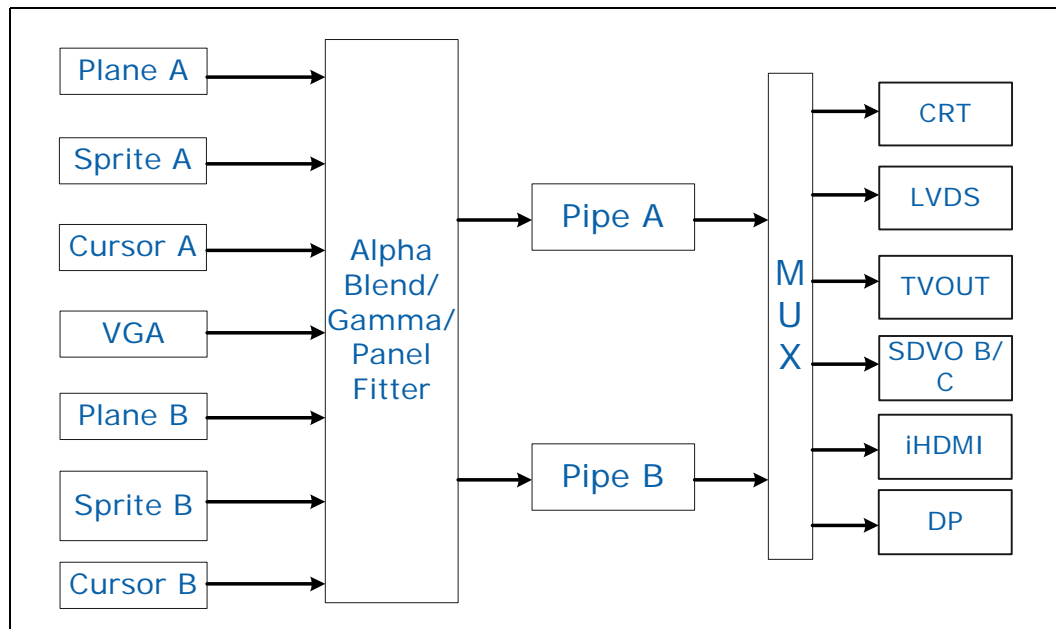 Plane A
Sprite A
Cursor A
VGA
Plane B
Sprite B
Cursor B
Alpha
Blend/
Gamma/
Panel
Fitter
Pipe A
Pipe B
M
U
X
CRT
LVDS
TVOUT
SDVO B/
C
iHDMI
DP